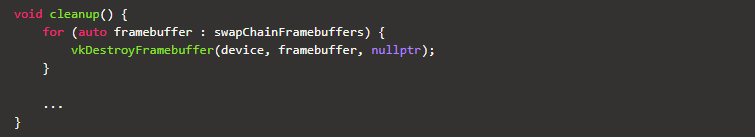 void cleanup() {
    for (auto framebuffer : swapChainFramebuffers) {
        vkDestroyFramebuffer(device, framebuffer, nullptr);
    }

    ...
}